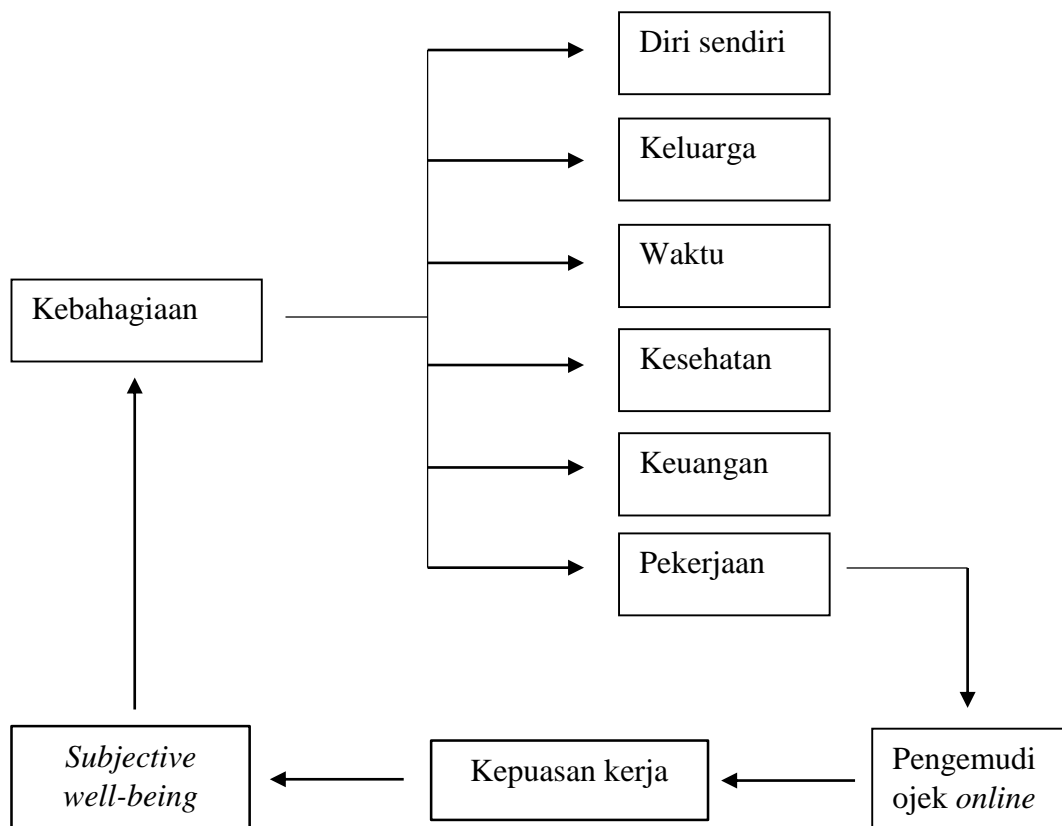 Diri sendiri
Keluarga
Waktu
Kebahagiaan
Kesehatan
Keuangan
Pekerjaan
Subjective
well-being
Kepuasan kerja
Pengemudi
ojek online